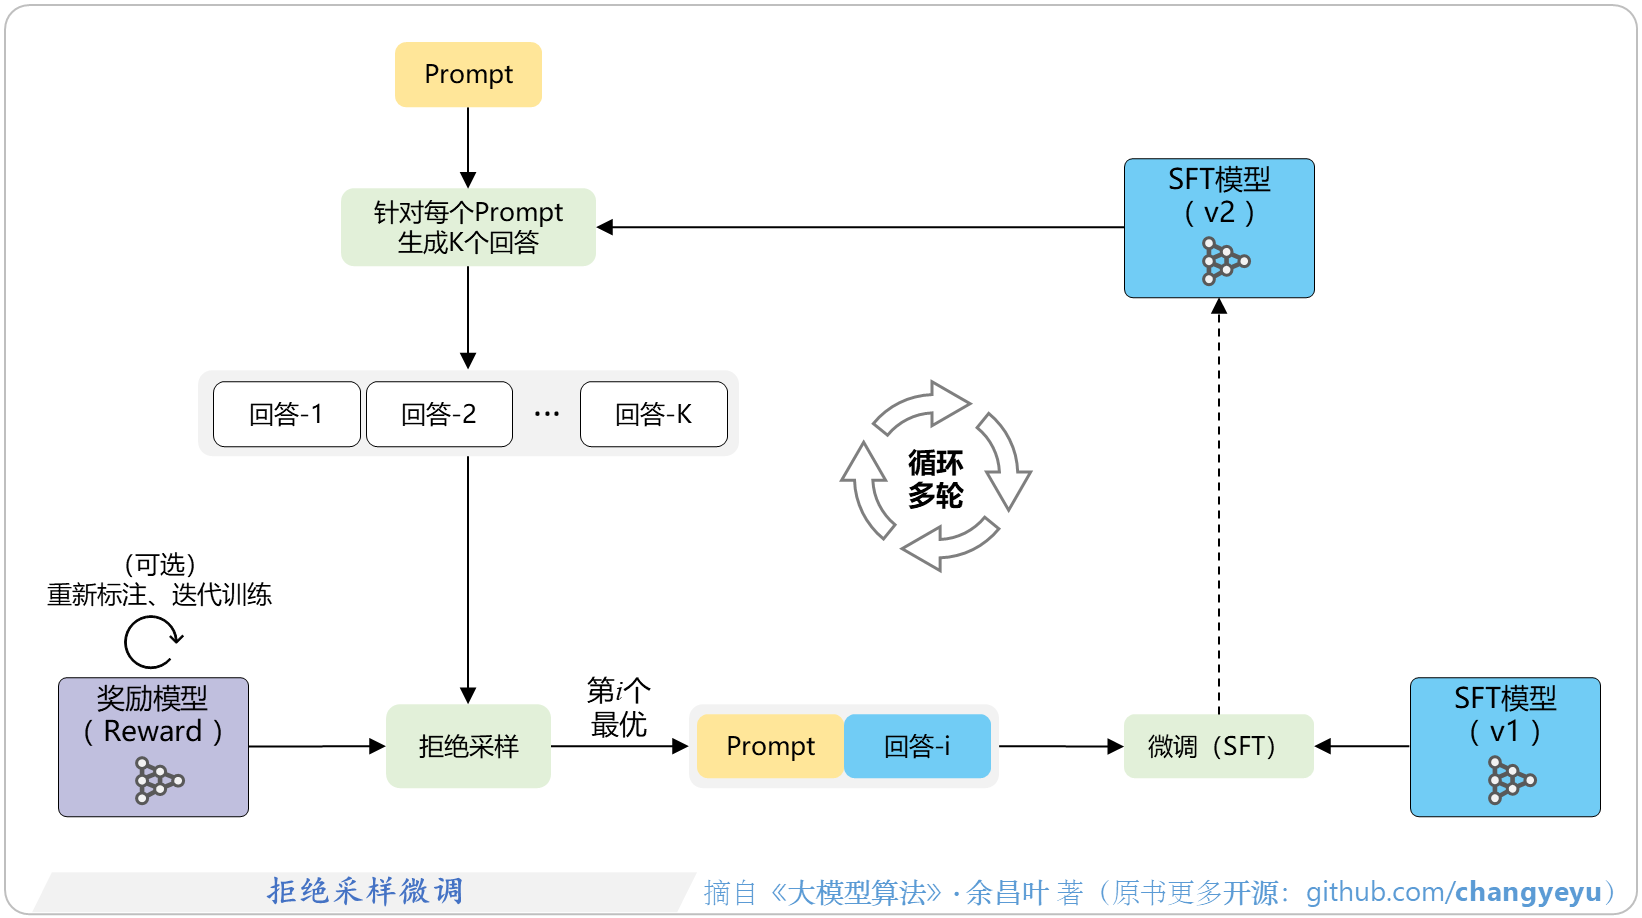 Prompt
针对每个Prompt
生成K个回答
SFT模型
（v2）
回答-1
回答-2
···
回答-K
循环
多轮
（可选）
重新标注、迭代训练
奖励模型
（Reward）
拒绝采样
第i个
最优
Prompt
回答-i
微调（SFT）
SFT模型
（v1）
拒绝采样微调
摘自《大模型算法》· 余昌叶 著（原书更多开源：github.com/changyeyu）